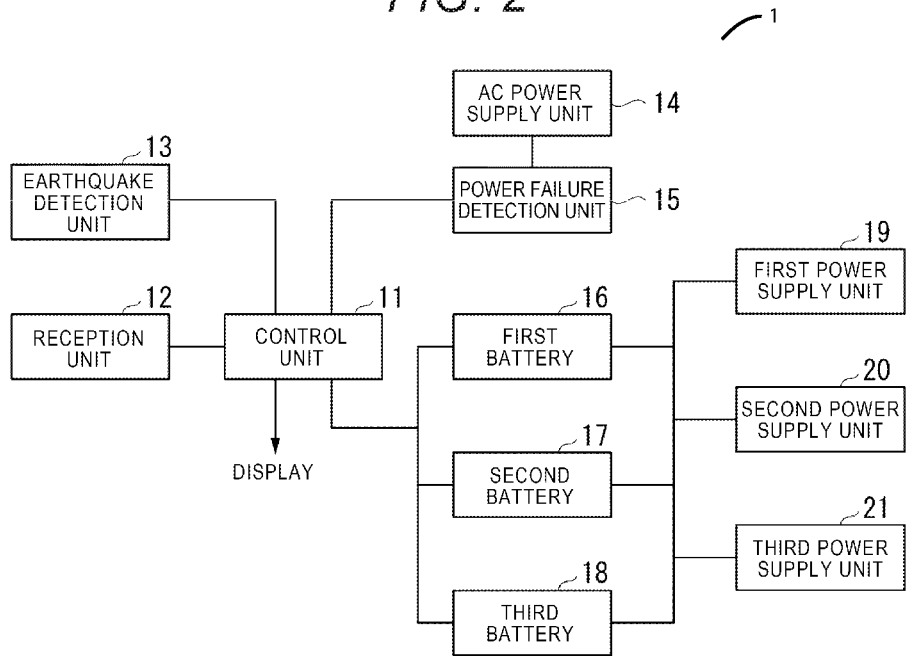 FIG. 2
1
AC POWER
SUPPLY UNIT
14
13
EARTHQUAKE
DETECTION
UNIT
POWER FAILURE
DETECTION UNIT
15
19
FIRST POWER
SUPPLY UNIT
12
RECEPTION
UNIT
11
CONTROL
UNIT
16
FIRST
BATTERY
20
SECOND POWER
SUPPLY UNIT
17
SECOND
BATTERY
DISPLAY
21
THIRD POWER
SUPPLY UNIT
18
THIRD
BATTERY